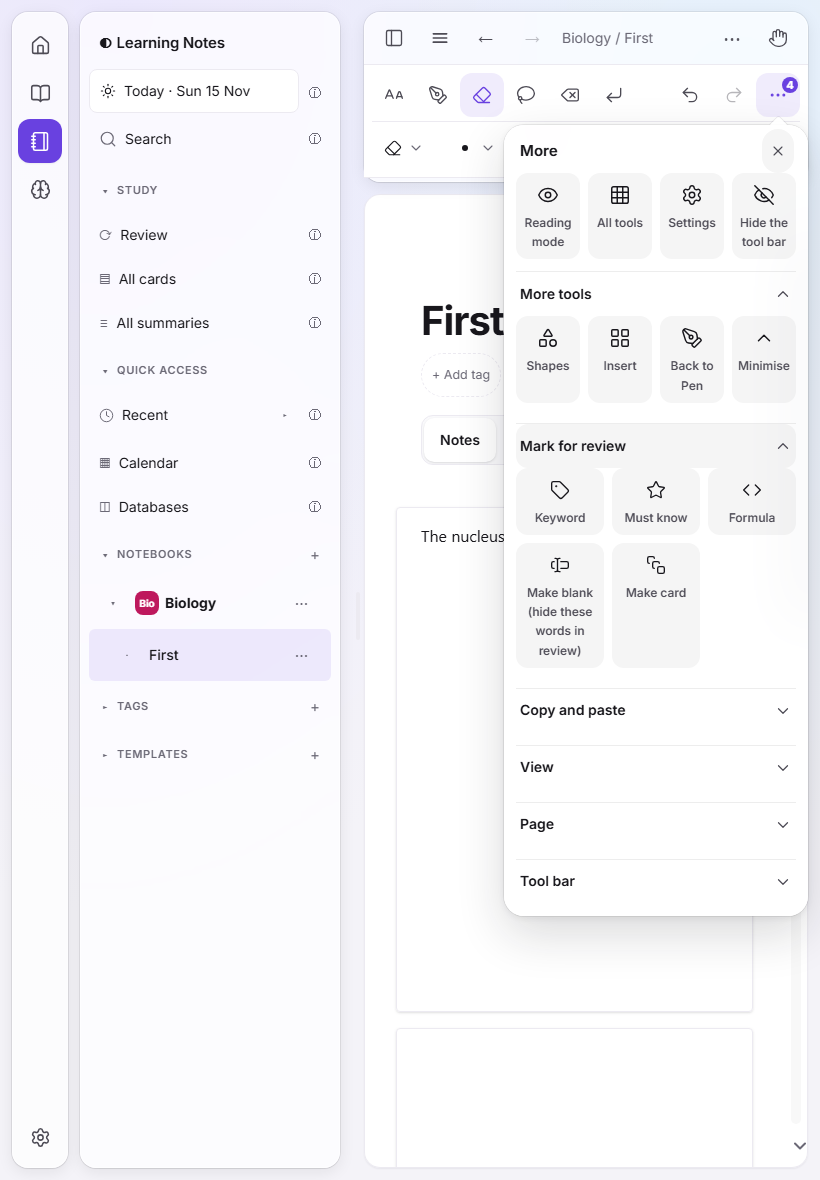 Learning Notes
Today · Sun 15 Nov
Search
STUDY
Review
All cards
All summaries
QUICK ACCESS
Recent
Calendar
Databases
NOTEBOOKS
Bio Biology
First
TAGS
TEMPLATES
Biology / First
AA
4
First
+ Add tag
Notes
The nucleus
More
Reading
mode
All tools
Settings
Hide the
tool bar
More tools
Shapes
Insert
Back to
Pen
Minimise
Mark for review
Keyword
Must know
Formula
Make blank
(hide these
words in
review)
Make card
Copy and paste
View
Page
Tool bar